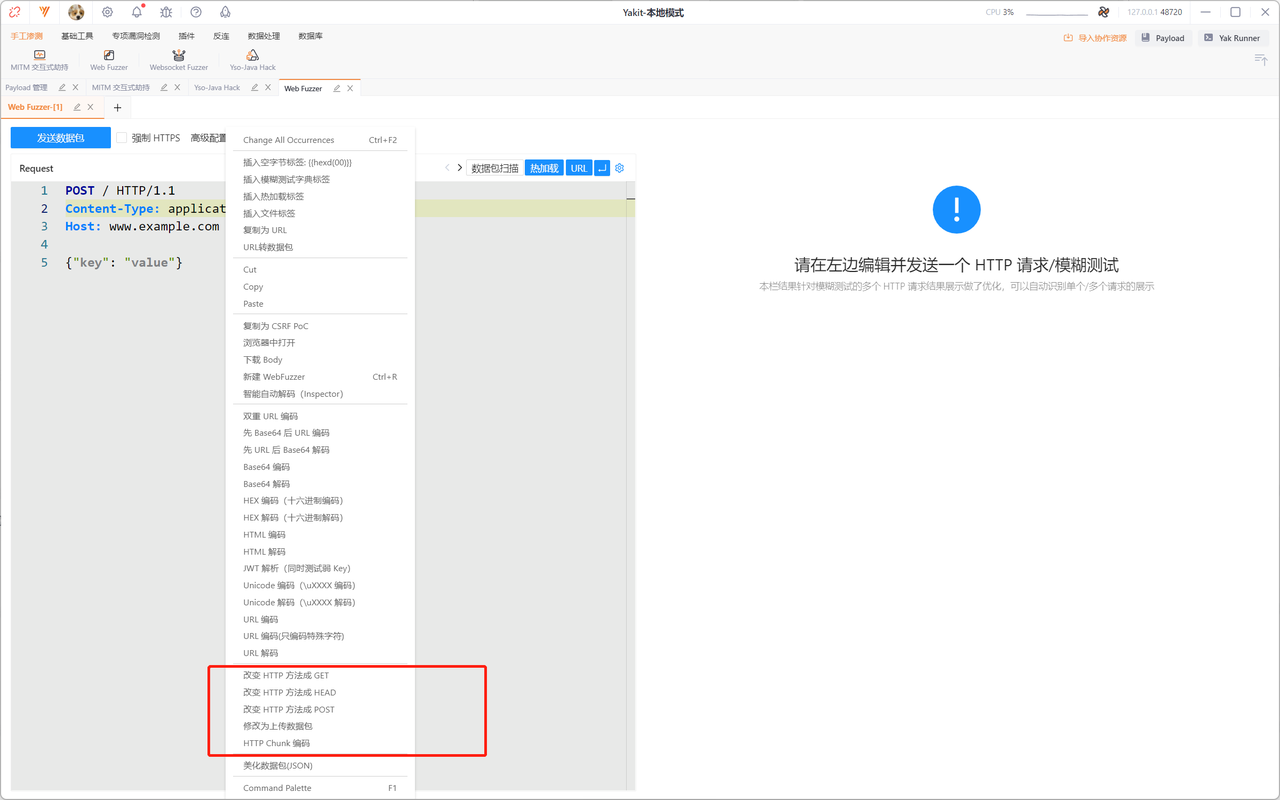 Yakit-本地模式
CPU 3%
127.0.0.1 48720
手工渗透 基础工具 专项漏洞检测 插件 反连 数据处理 数据库
导入协作资源 Payload Yak Runner
MITM 交互式劫持 Web Fuzzer Websocket Fuzzer Yso-Java Hack
Payload 管理 MITM 交互式劫持 Yso-Java Hack Web Fuzzer
Web Fuzzer-[1]
发送数据包 强制 HTTPS 高级配置
Request 数据包扫描 热加载 URL
1 POST / HTTP/1.1
2 Content-Type: applicat
3 Host: www.example.com
4
5 {"key": "value"}
Change All Occurrences Ctrl+F2
插入空字节标签: {{hexd(00)}}
插入模糊测试字典标签
插入热加载标签
插入文件标签
复制为 URL
URL转数据包
Cut
Copy
Paste
复制为 CSRF PoC
浏览器中打开
下载 Body
新建 WebFuzzer Ctrl+R
智能自动解码（Inspector）
双重 URL 编码
先 Base64 后 URL 编码
先 URL 后 Base64 解码
Base64 编码
Base64 解码
HEX 编码（十六进制编码）
HEX 解码（十六进制解码）
HTML 编码
HTML 解码
JWT 解析（同时测试弱 Key）
Unicode 编码（\uXXXX 编码）
Unicode 解码（\uXXXX 解码）
URL 编码
URL 编码(只编码特殊字符)
URL 解码
改变 HTTP 方法成 GET
改变 HTTP 方法成 HEAD
改变 HTTP 方法成 POST
修改为上传数据包
HTTP Chunk 编码
美化数据包(JSON)
Command Palette F1
请在左边编辑并发送一个 HTTP 请求/模糊测试
本栏结果针对模糊测试的多个 HTTP 请求结果展示做了优化，可以自动识别单个/多个请求的展示